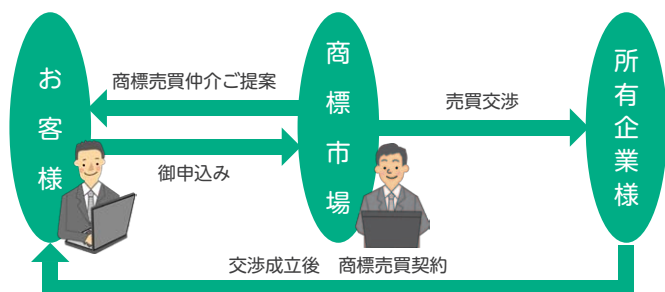 お客様
商標売買仲介ご提案
御申込み
商標市場
売買交渉
所有企業様
交渉成立後　商標売買契約